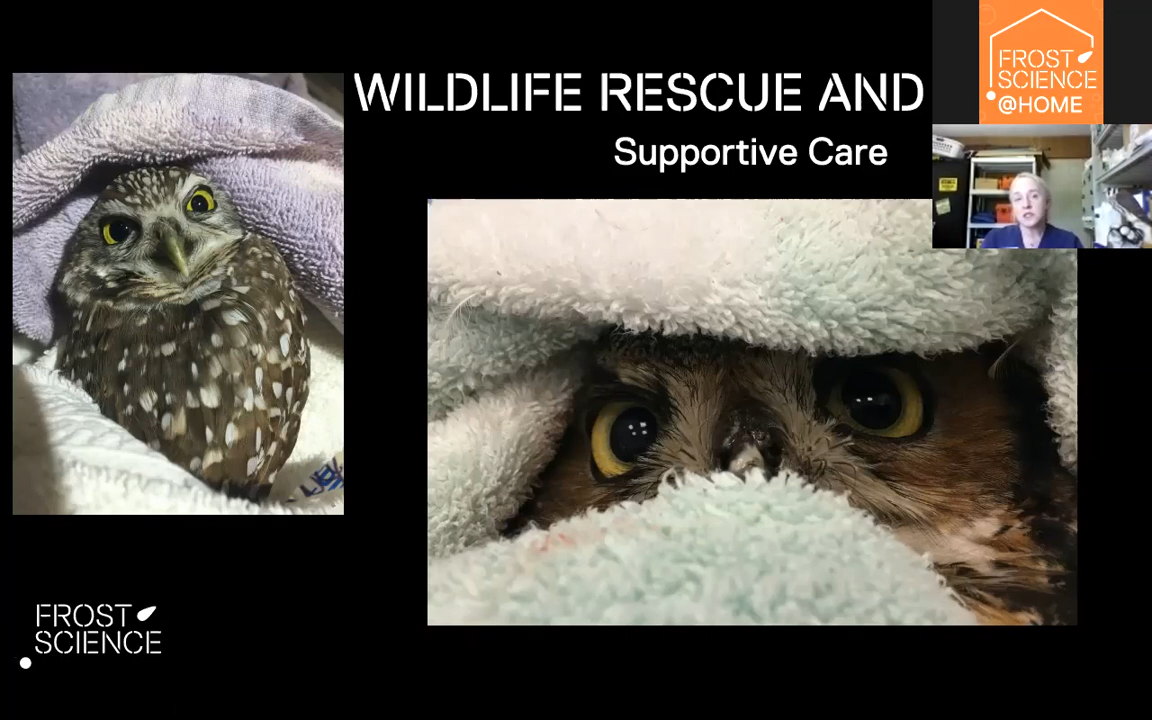 WILDLIFE RESCUE AND
Supportive Care
FROST
SCIENCE
@HOME
FROST
SCIENCE